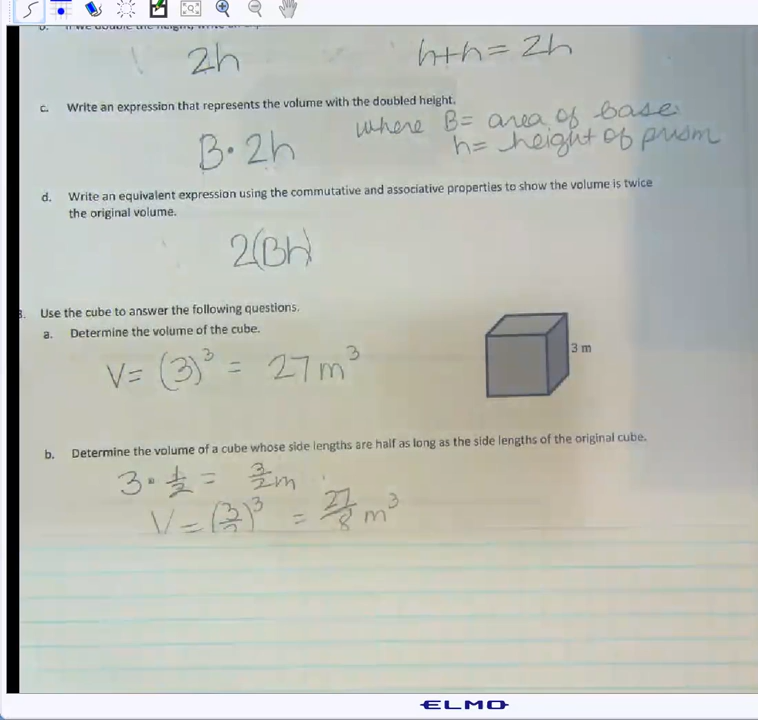 2h h+h = 2h
c. Write an expression that represents the volume with the doubled height.
B · 2h where B = area of base
h = height of prism
d. Write an equivalent expression using the commutative and associative properties to show the volume is twice
the original volume.
2(Bh)
3. Use the cube to answer the following questions.
a. Determine the volume of the cube.
3 m
V = (3)³ = 27 m³
b. Determine the volume of a cube whose side lengths are half as long as the side lengths of the original cube.
3 · 1/2 = 3/2 m
V = (3/2)³ = 27/8 m³
ELMO